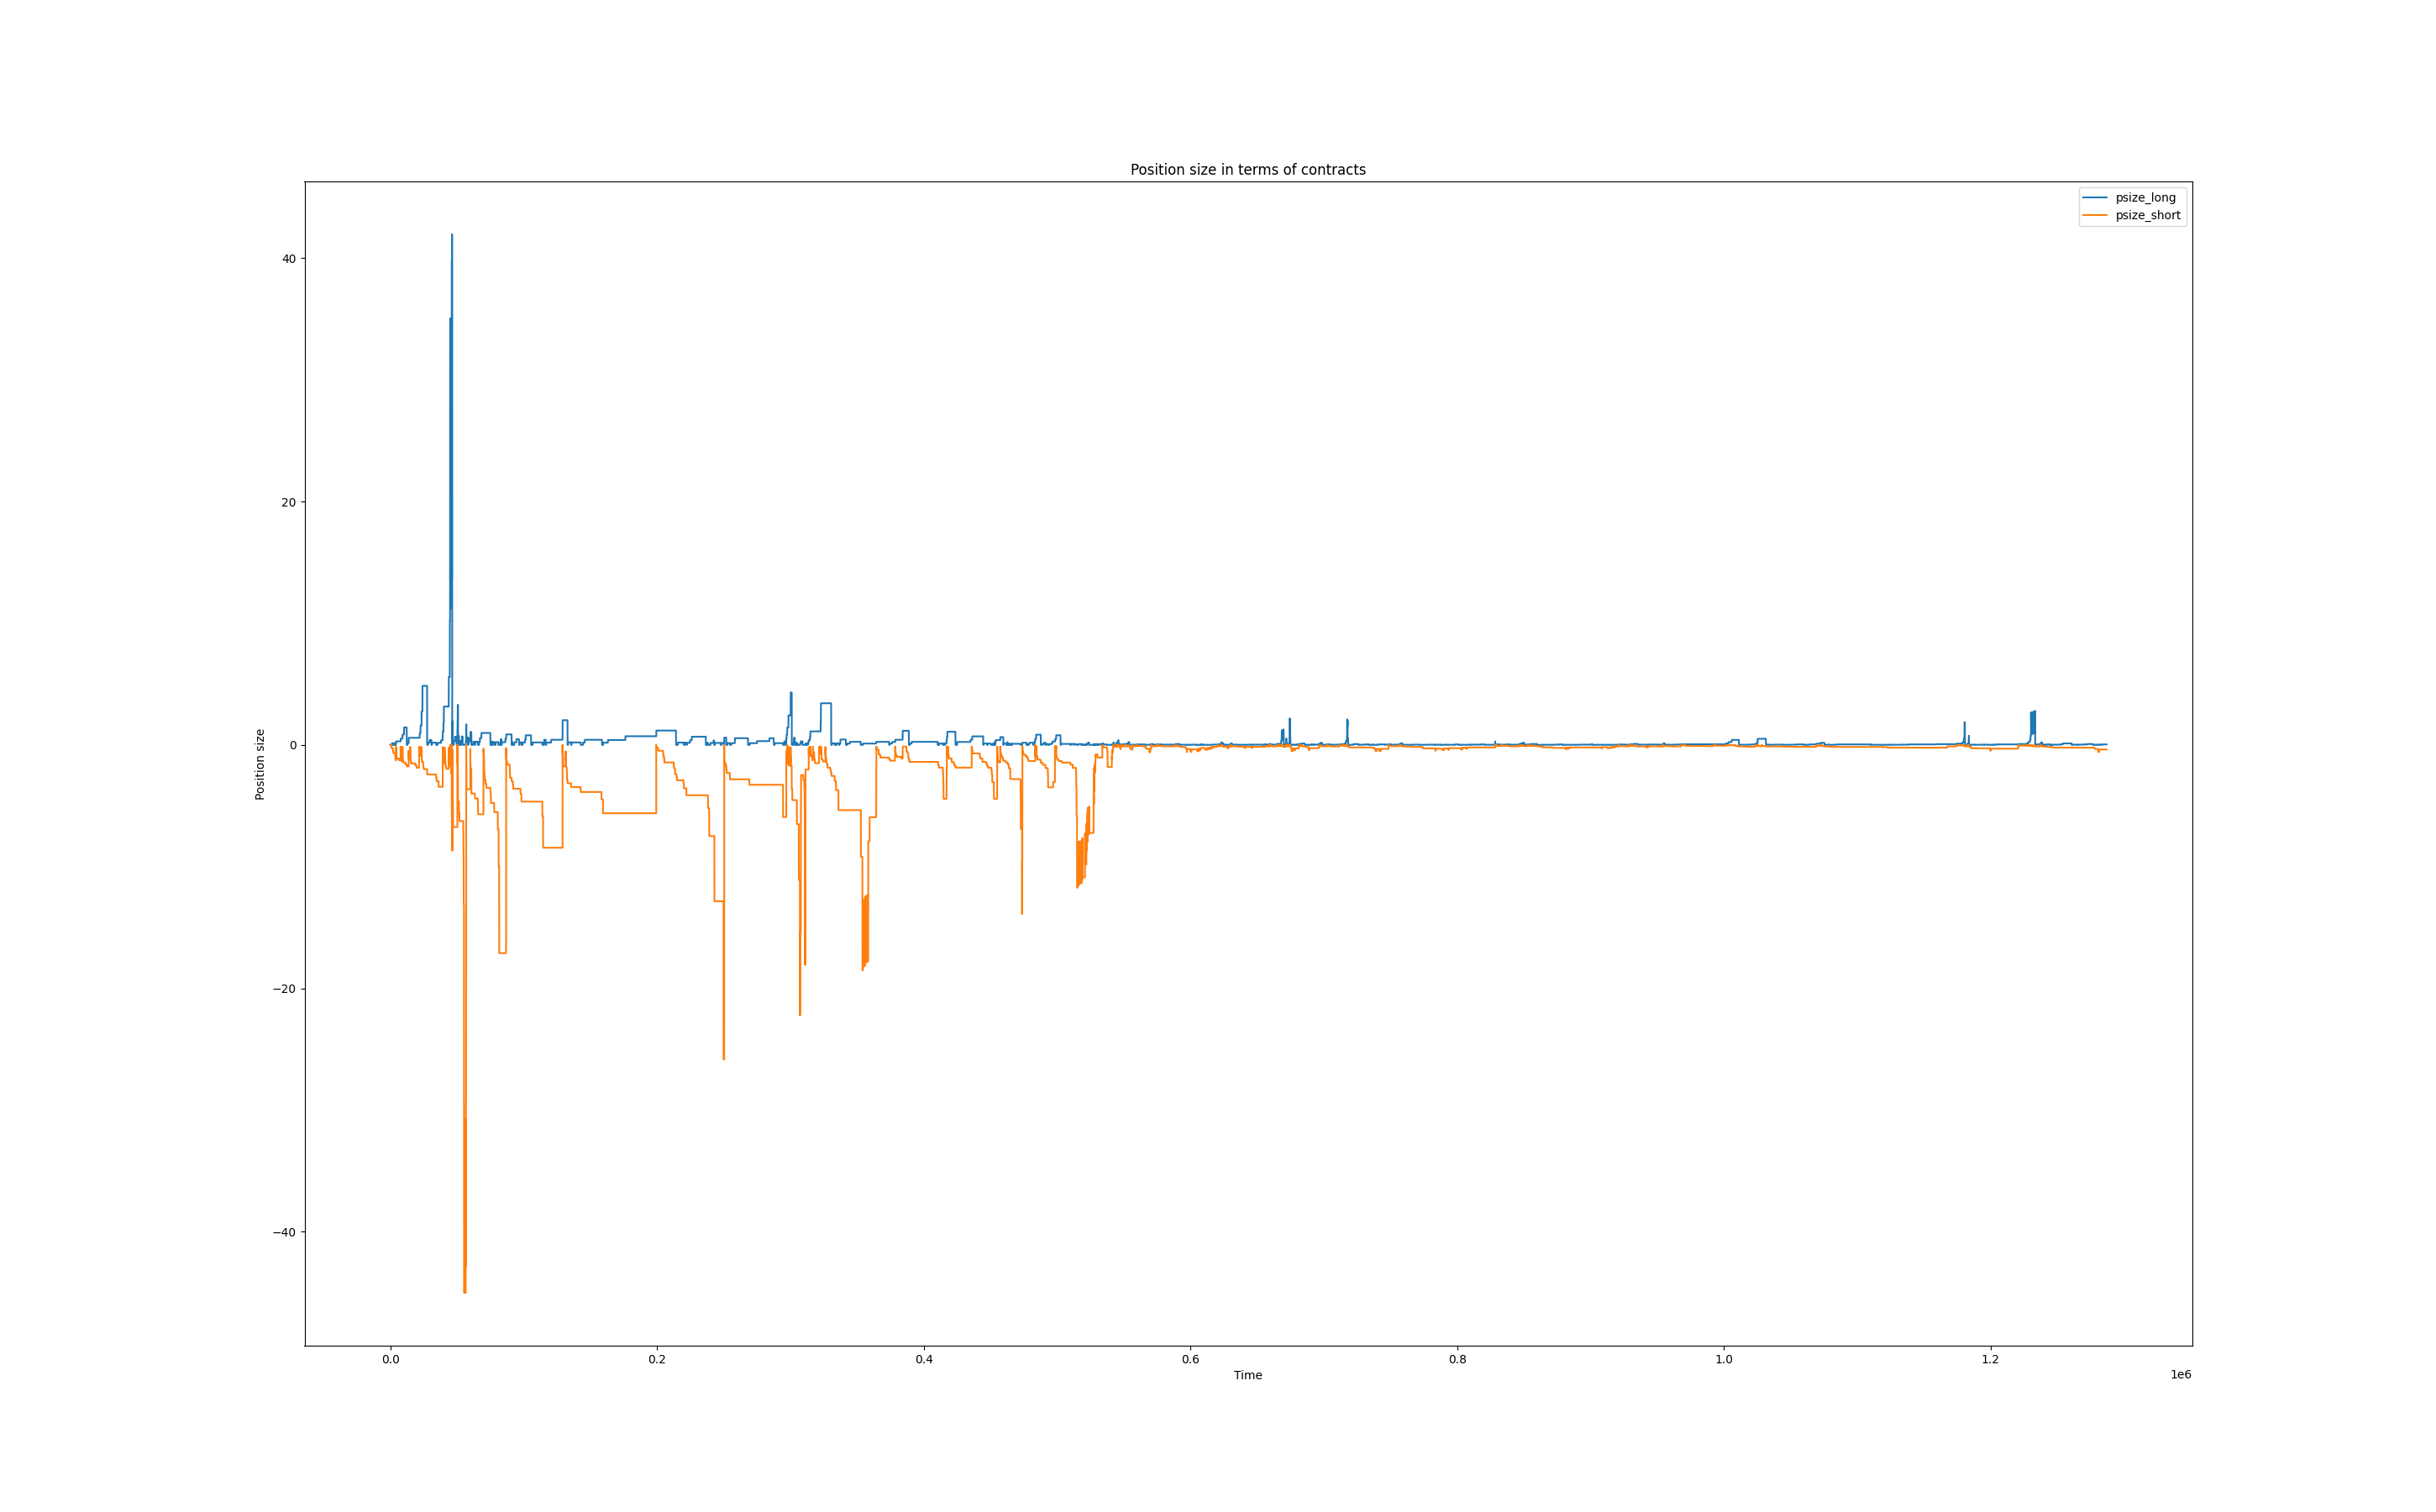 Position size in terms of contracts
psize_long
psize_short
40
20
0
−20
−40
Position size
0.0 0.2 0.4 0.6 0.8 1.0 1.2
Time
1e6